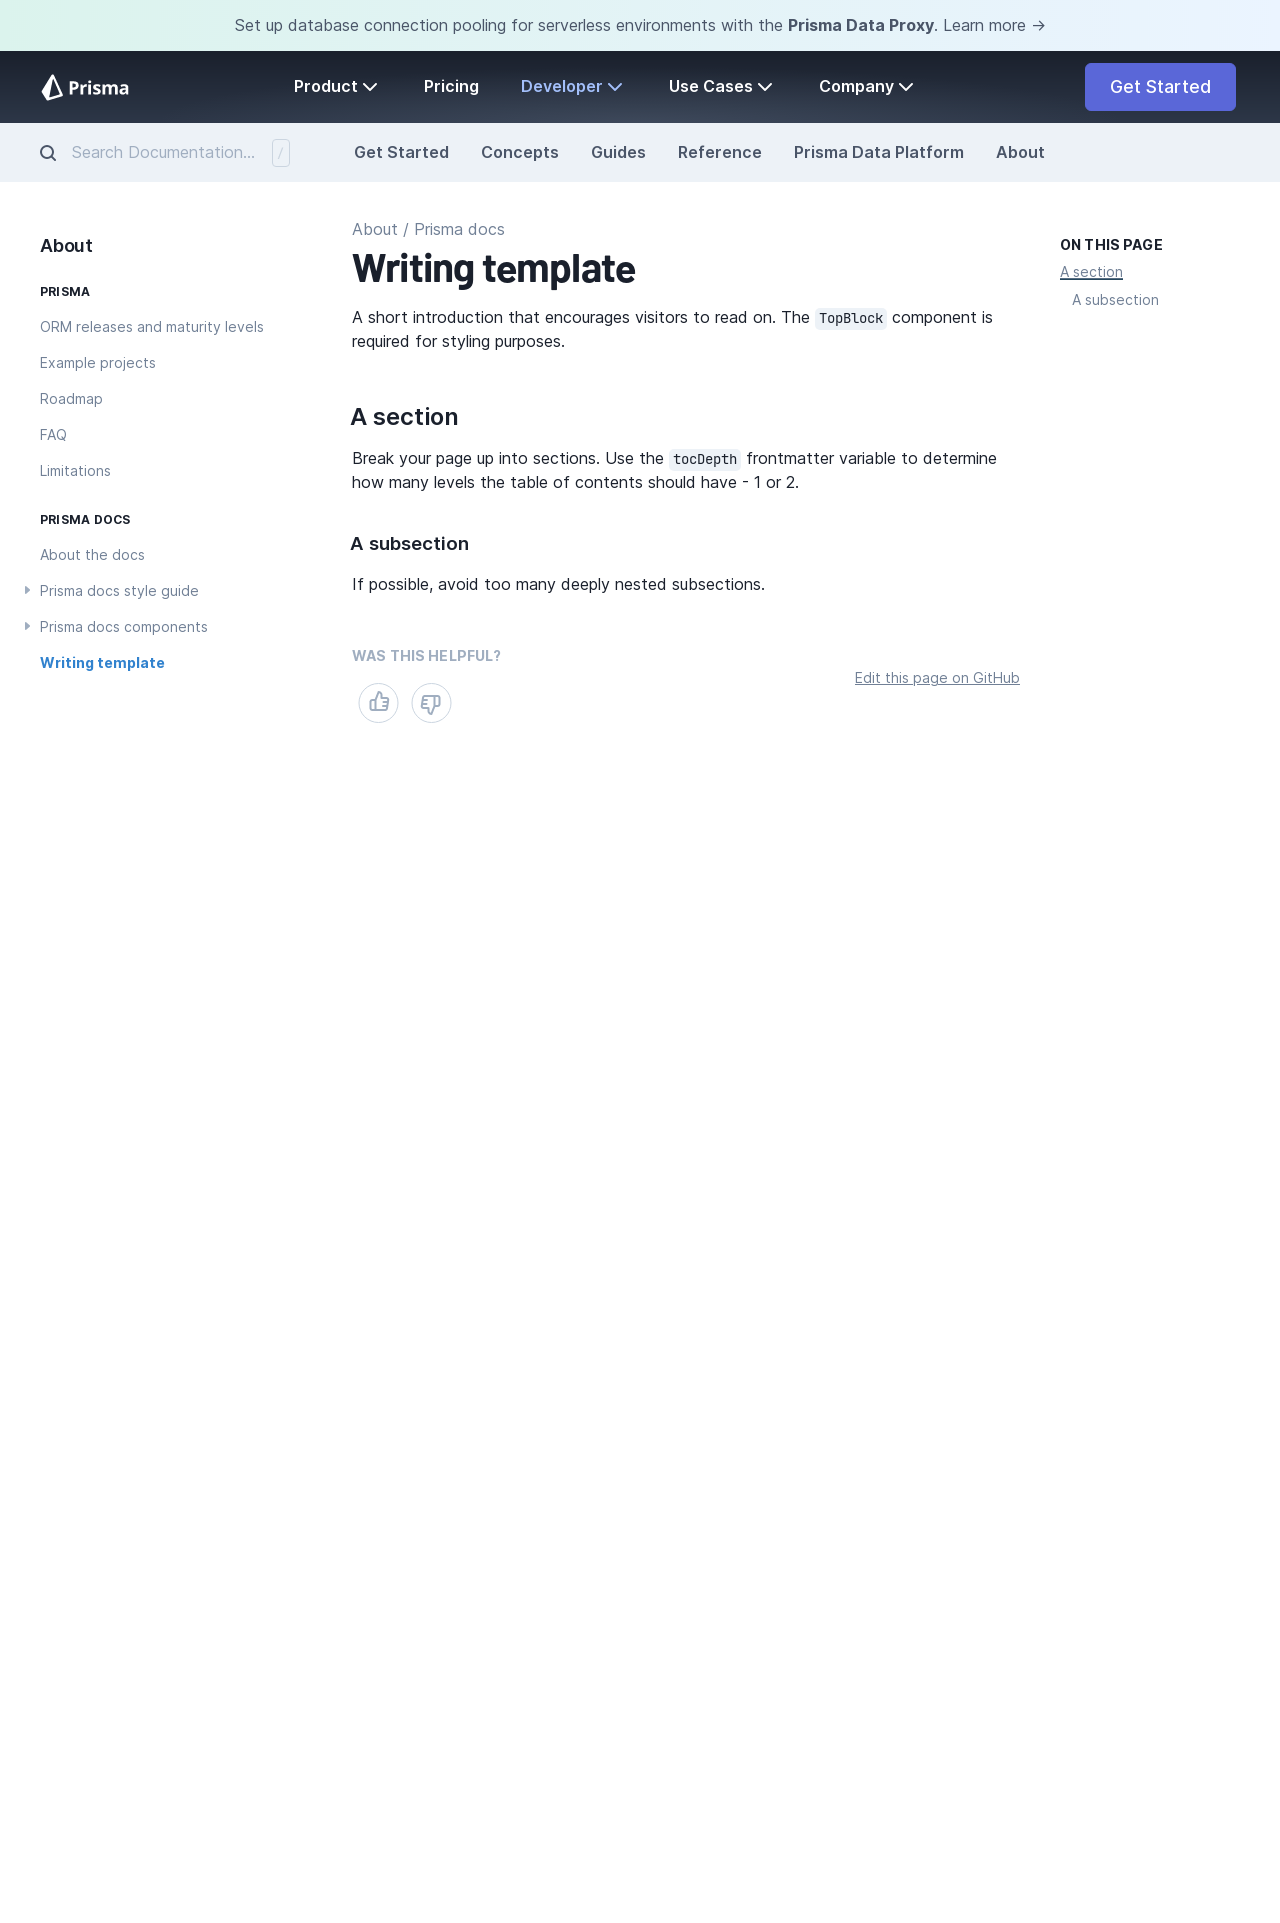 Set up database connection pooling for serverless environments with the Prisma Data Proxy. Learn more →
Prisma
Product
Pricing
Developer
Use Cases
Company
Get Started
Search Documentation...
/
Get Started
Concepts
Guides
Reference
Prisma Data Platform
About
About
PRISMA
ORM releases and maturity levels
Example projects
Roadmap
FAQ
Limitations
PRISMA DOCS
About the docs
Prisma docs style guide
Prisma docs components
Writing template
About / Prisma docs
Writing template
A short introduction that encourages visitors to read on. The TopBlock component is
required for styling purposes.
A section
Break your page up into sections. Use the tocDepth frontmatter variable to determine
how many levels the table of contents should have - 1 or 2.
A subsection
If possible, avoid too many deeply nested subsections.
WAS THIS HELPFUL?
Edit this page on GitHub
ON THIS PAGE
A section
A subsection